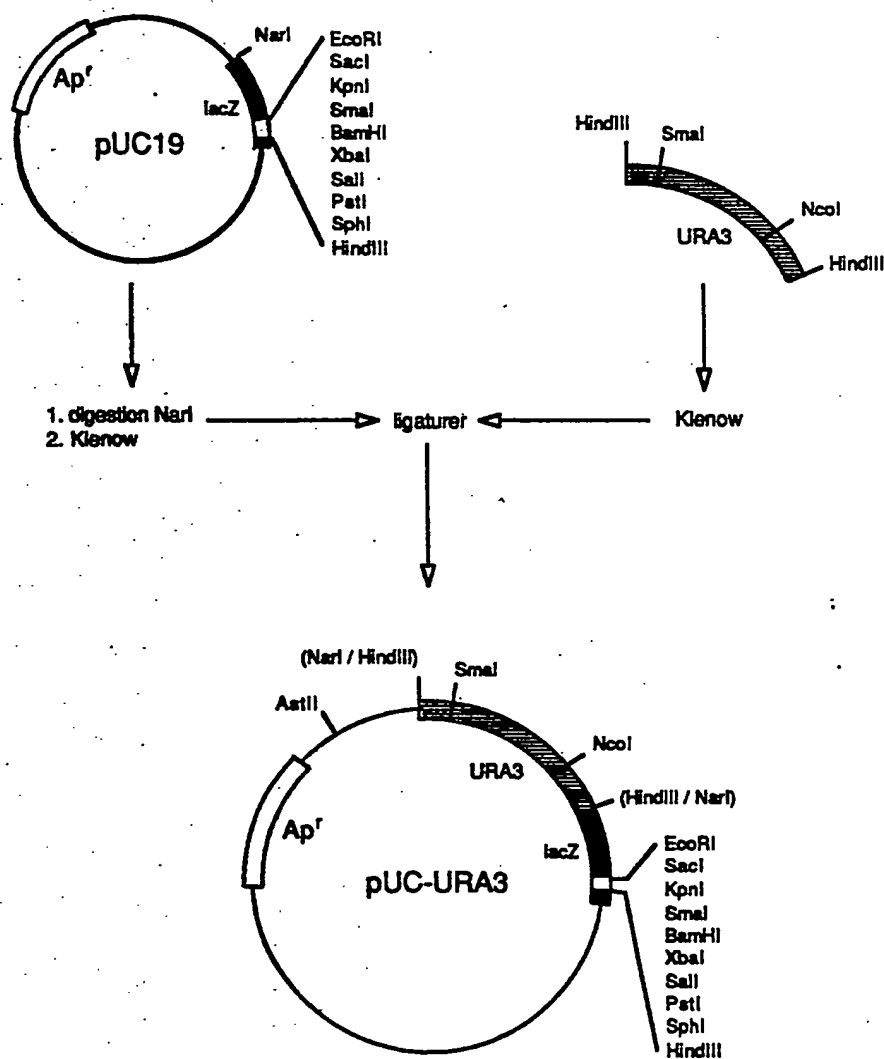 NarI
EcoRI
SacI
KpnI
SmaI
BamHI
XbaI
SalI
PstI
SphI
HindIII
Apʳ
lacZ
pUC19
HindIII
SmaI
NcoI
URA3
HindIII
1. digestion NarI
2. Klenow
ligaturer
Klenow
(NarI / HindIII)
SmaI
AatII
NcoI
URA3
(HindIII / NarI)
Apʳ
lacZ
pUC-URA3
EcoRI
SacI
KpnI
SmaI
BamHI
XbaI
SalI
PstI
SphI
HindIII